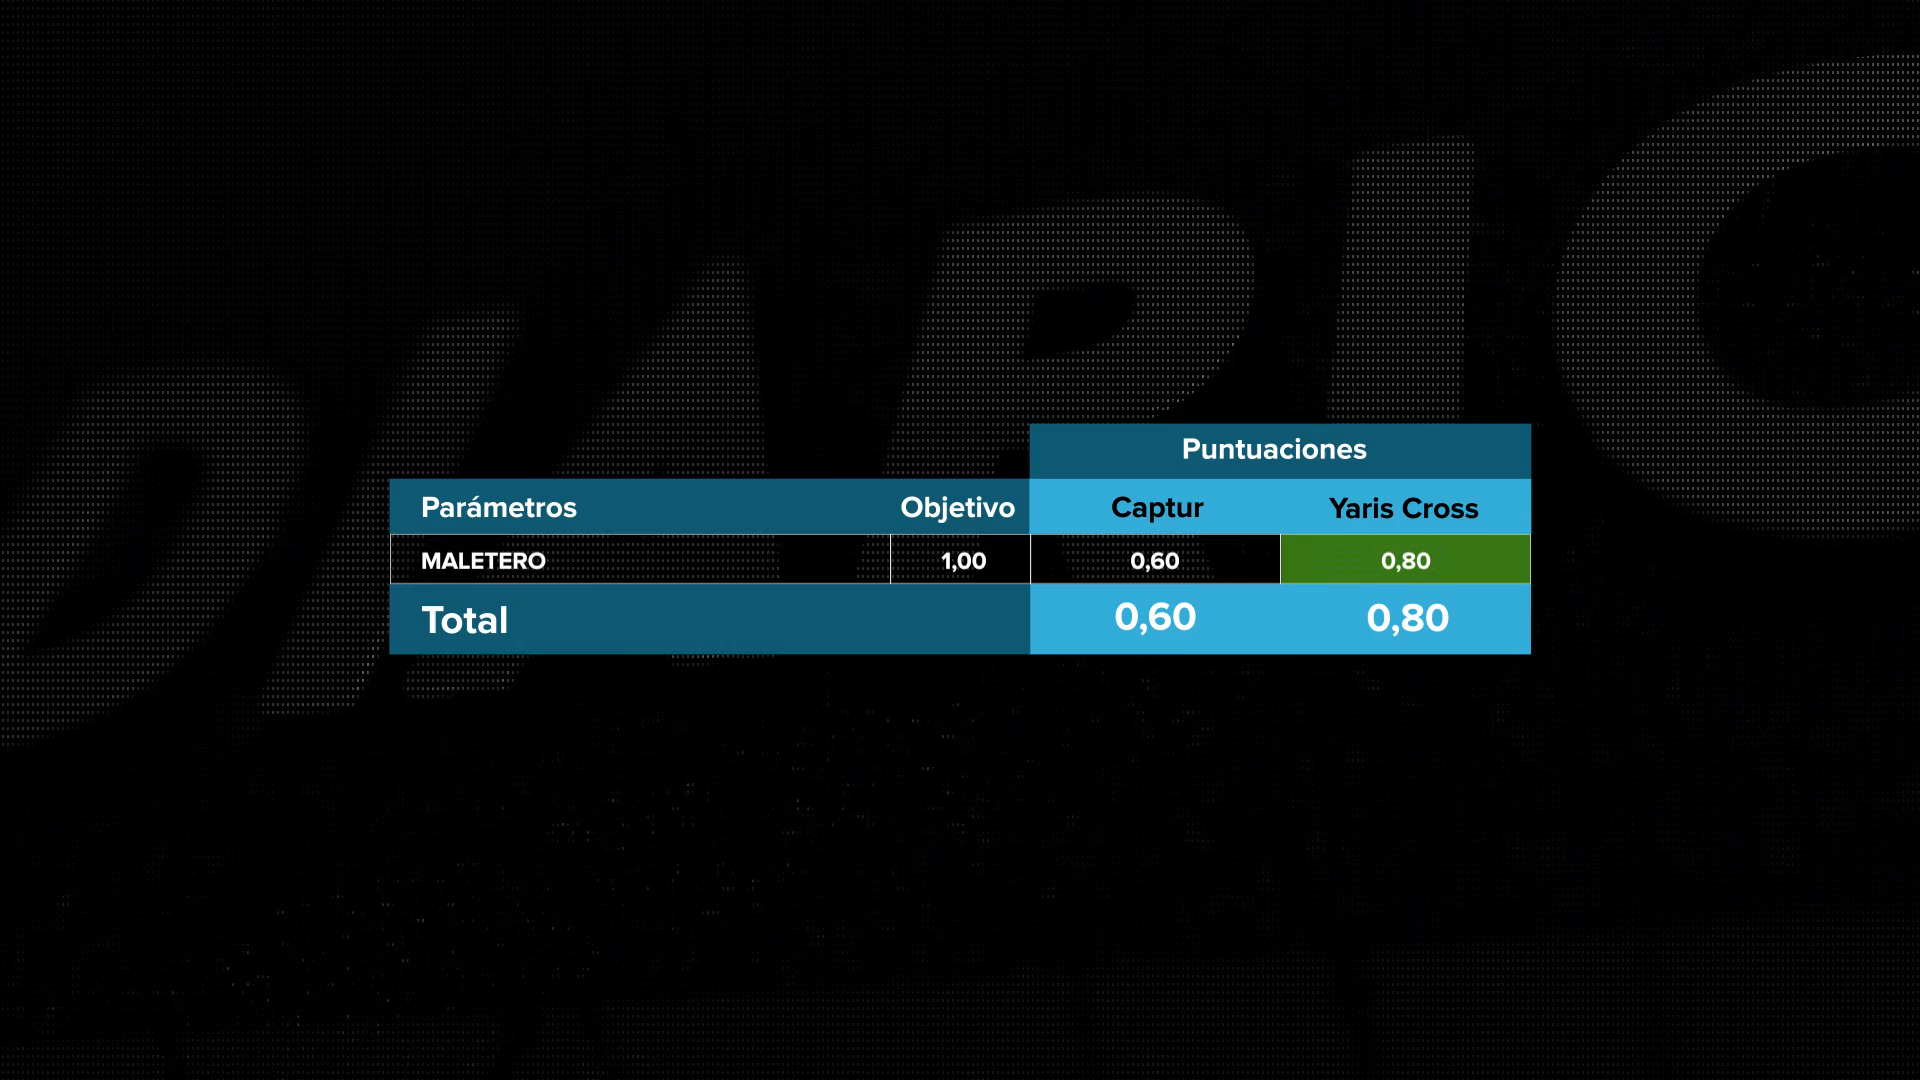 Puntuaciones
Parámetros Objetivo Captur Yaris Cross
MALETERO 1,00 0,60 0,80
Total 0,60 0,80